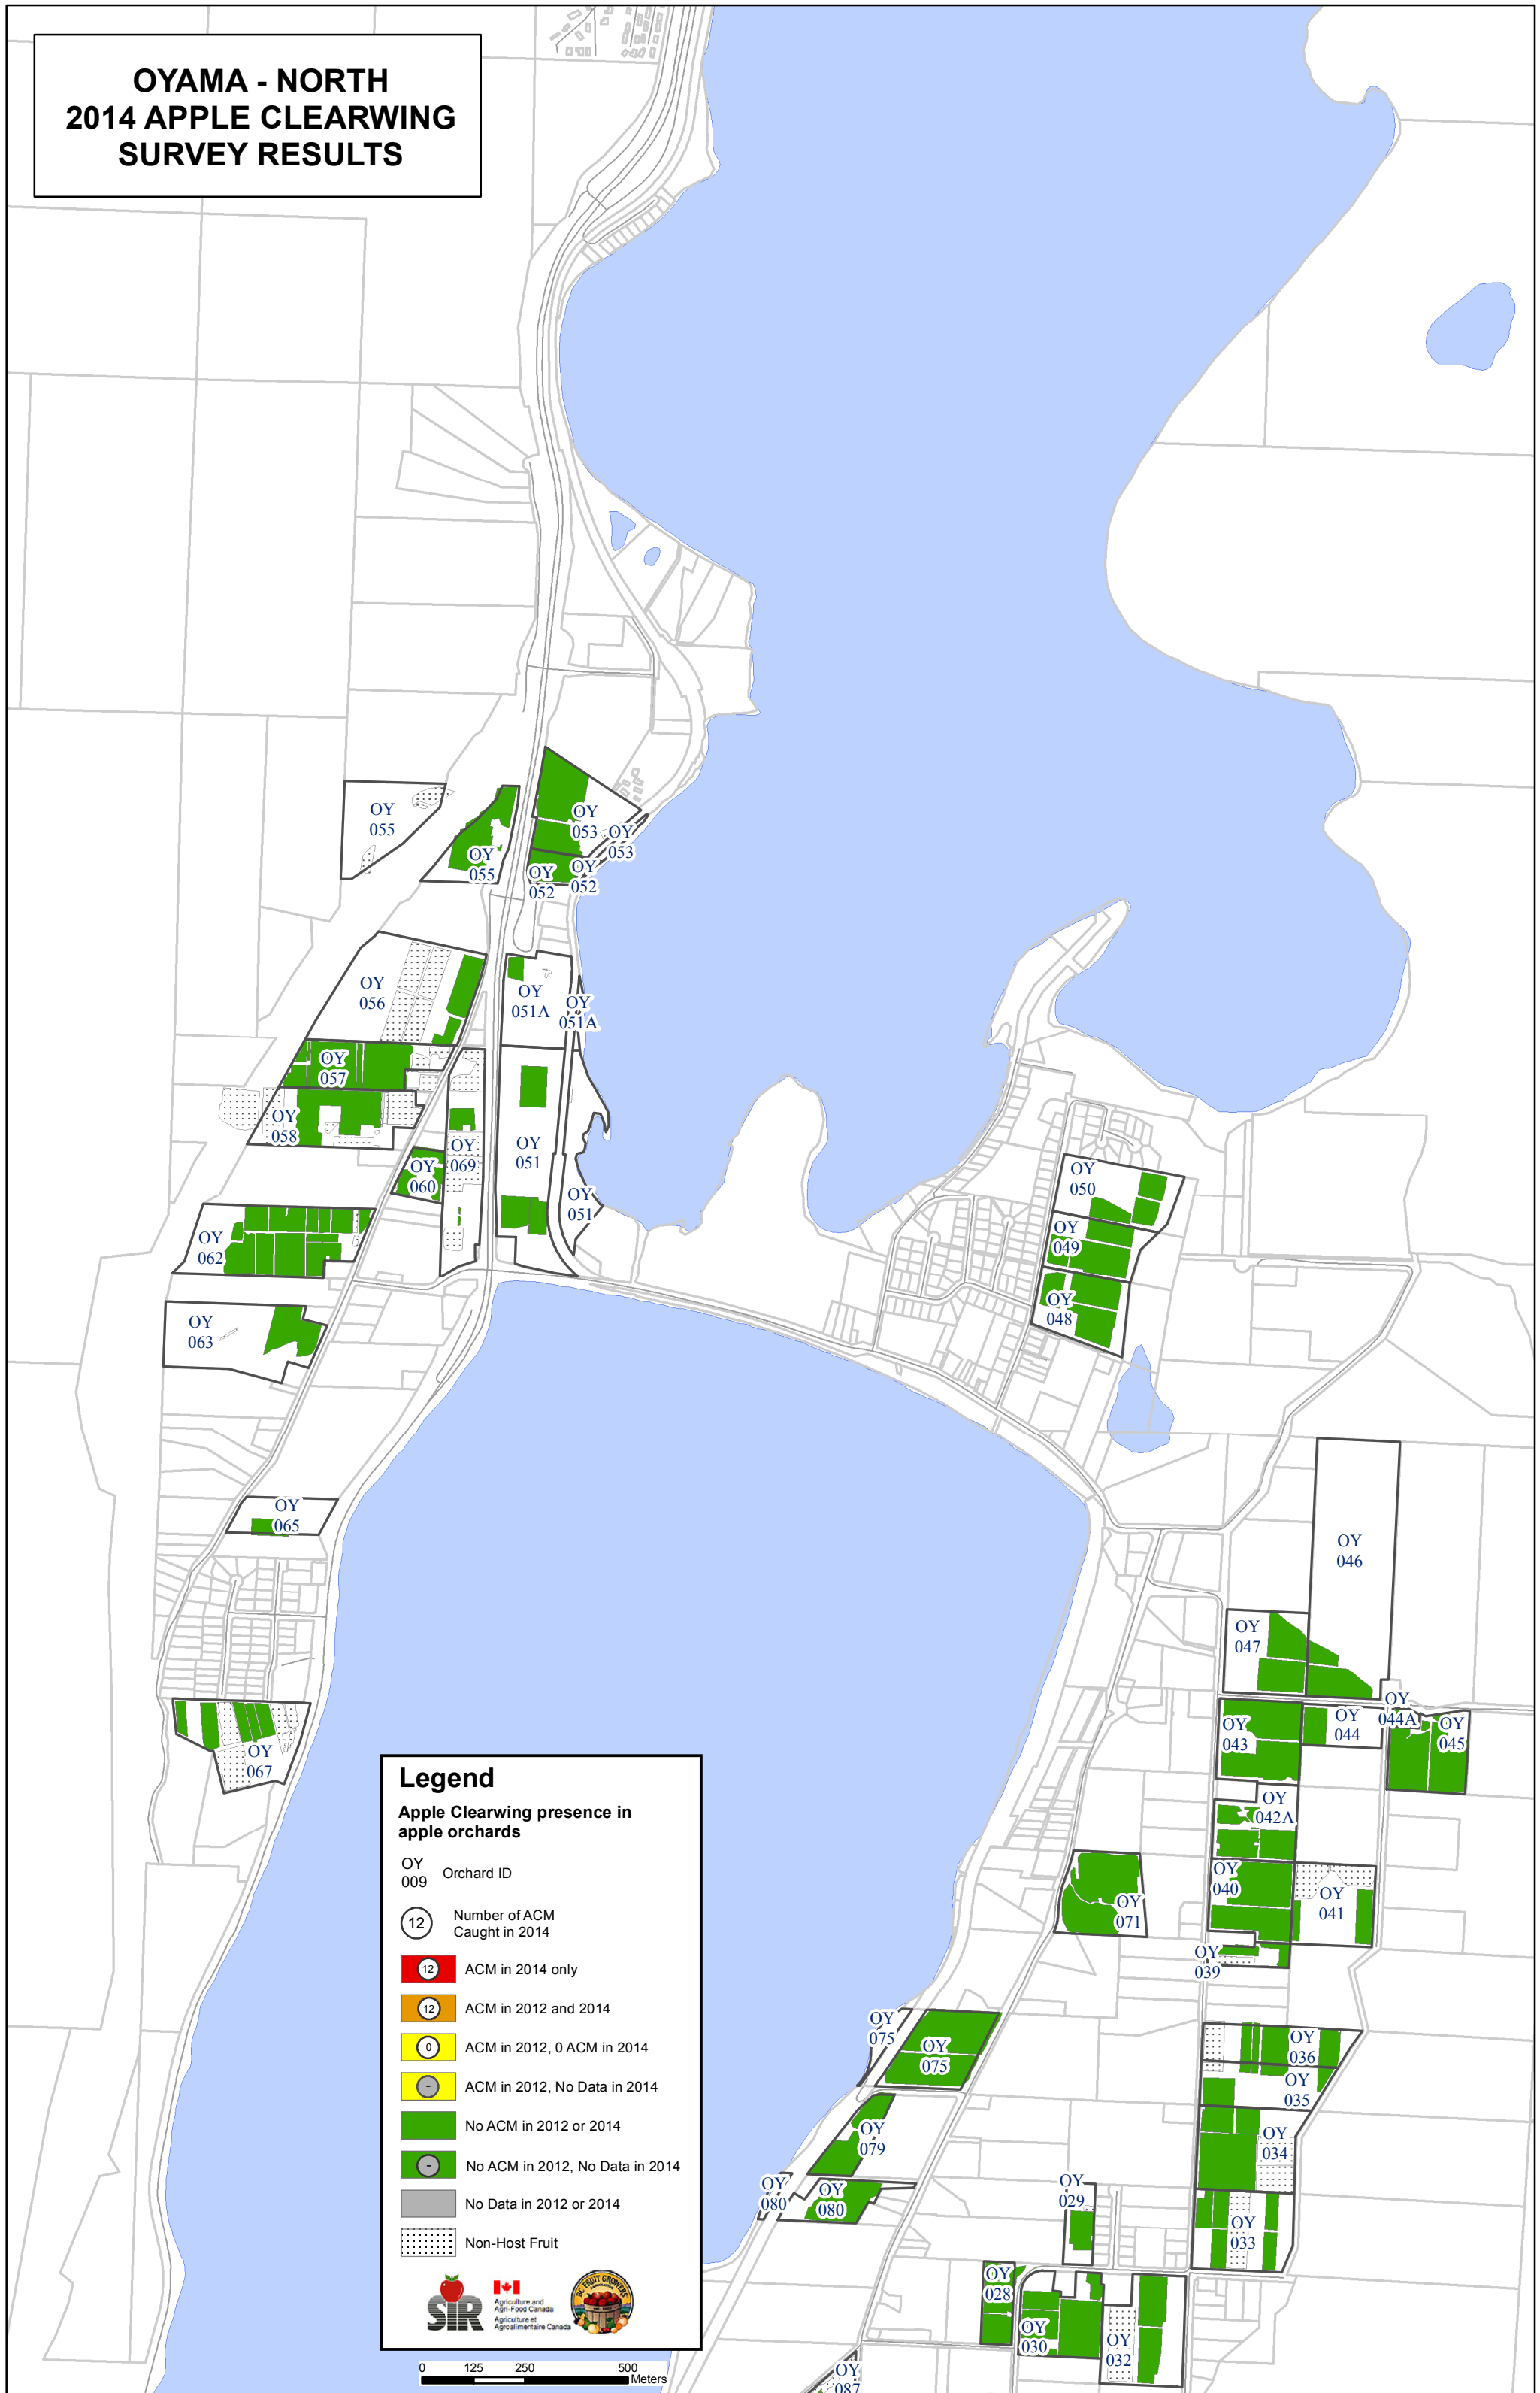 OYAMA - NORTH
2014 APPLE CLEARWING
SURVEY RESULTS
OY
055
OY
055
OY
053
OY
053
OY
052
OY
052
OY
056
OY
051A
OY
051A
OY
057
OY
058
OY
069
OY
060
OY
051
OY
051
OY
062
OY
063
OY
050
OY
049
OY
048
OY
065
OY
046
OY
047
OY
067
OY
043
OY
044
OY
044A
OY
045
OY
042A
OY
040
OY
041
OY
071
OY
039
OY
075
OY
075
OY
036
OY
035
OY
079
OY
034
OY
080
OY
080
OY
029
OY
033
OY
028
OY
030
OY
032
OY
087
Legend
Apple Clearwing presence in
apple orchards
OY
009
Orchard ID
12
Number of ACM
Caught in 2014
12
ACM in 2014 only
12
ACM in 2012 and 2014
0
ACM in 2012, 0 ACM in 2014
-
ACM in 2012, No Data in 2014
No ACM in 2012 or 2014
-
No ACM in 2012, No Data in 2014
No Data in 2012 or 2014
Non-Host Fruit
SIR
Agriculture and
Agri-Food Canada
Agriculture et
Agroalimentaire Canada
BC FRUIT GROWERS
0 125 250 500
Meters